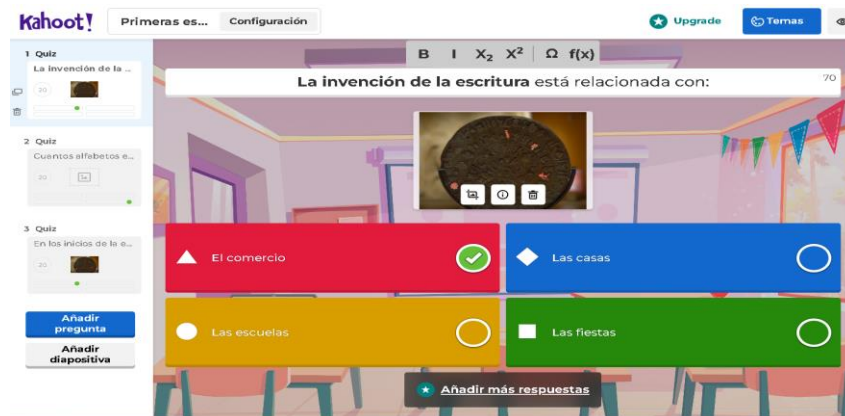 Kahoot!
Primeras es...
Configuración
Upgrade
Temas
1 Quiz
La invención de la ...
20
2 Quiz
Cuentos alfebetos e...
20
3 Quiz
En los inicios de la e...
20
Añadir
pregunta
Añadir
diapositiva
B I X₂ X² Ω f(x)
La invención de la escritura está relacionada con:
70
El comercio
Las casas
Las escuelas
Las fiestas
Añadir más respuestas